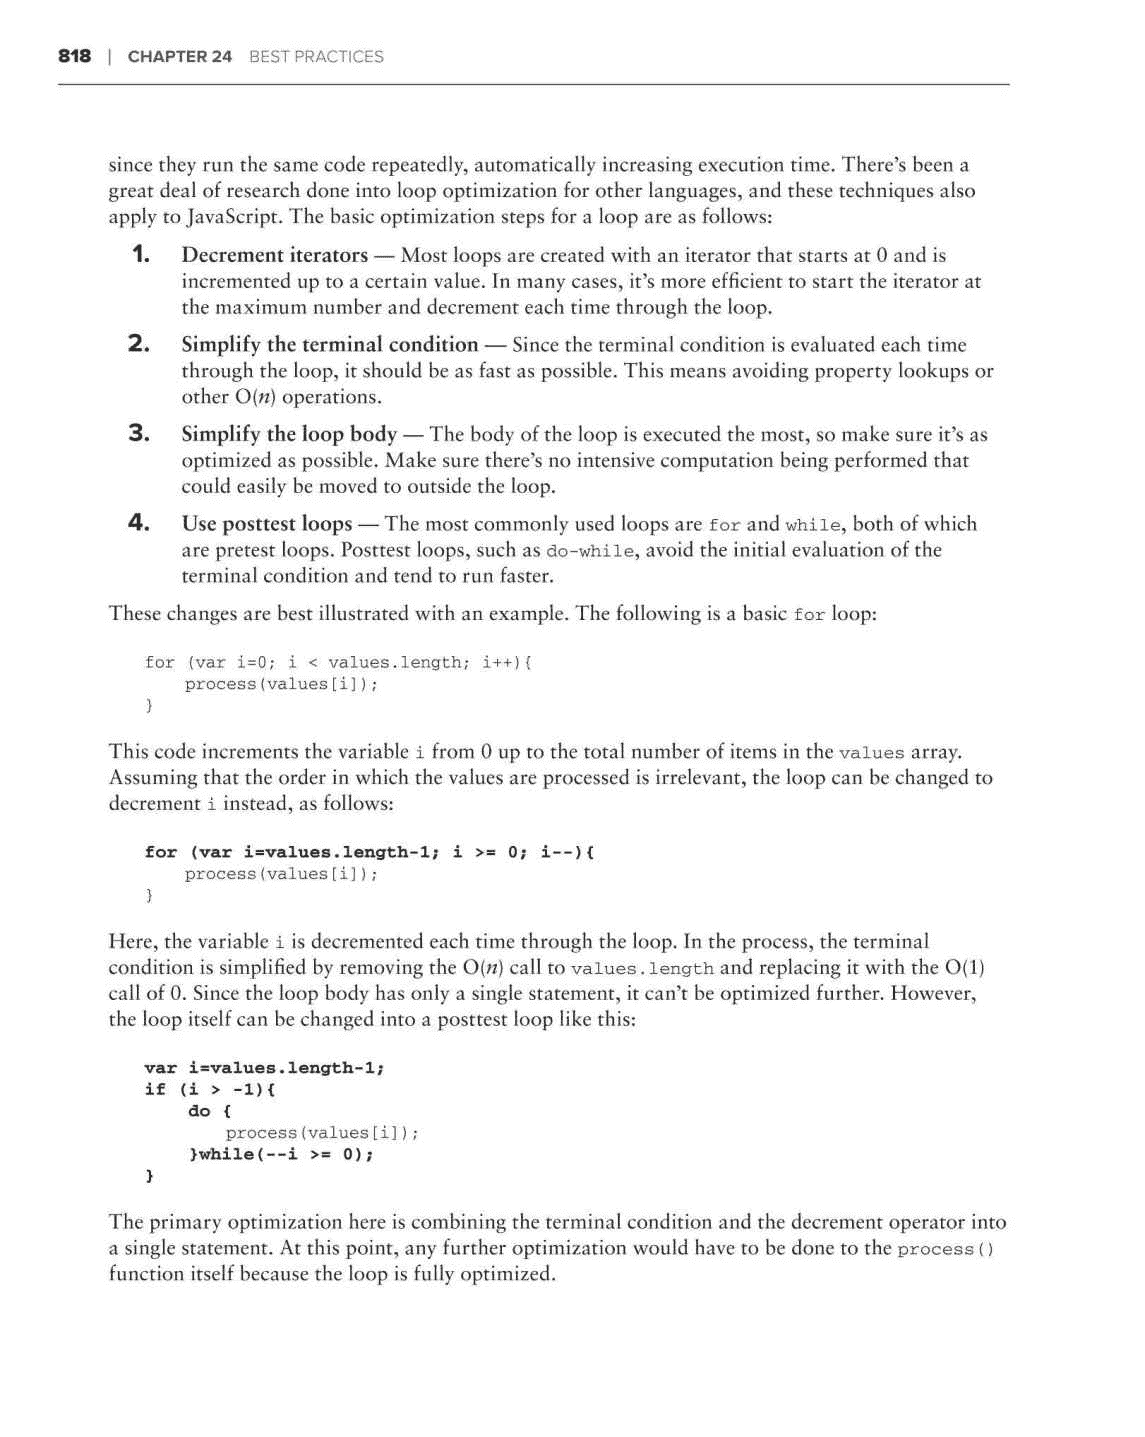 818 | CHAPTER 24 BEST PRACTICES
since they run the same code repeatedly, automatically increasing execution time. There's been a
great deal of research done into loop optimization for other languages, and these techniques also
apply to JavaScript. The basic optimization steps for a loop are as follows:
1. Decrement iterators — Most loops are created with an iterator that starts at 0 and is
incremented up to a certain value. In many cases, it's more efficient to start the iterator at
the maximum number and decrement each time through the loop.
2. Simplify the terminal condition — Since the terminal condition is evaluated each time
through the loop, it should be as fast as possible. This means avoiding property lookups or
other O(n) operations.
3. Simplify the loop body — The body of the loop is executed the most, so make sure it's as
optimized as possible. Make sure there's no intensive computation being performed that
could easily be moved to outside the loop.
4. Use posttest loops — The most commonly used loops are for and while, both of which
are pretest loops. Posttest loops, such as do-while, avoid the initial evaluation of the
terminal condition and tend to run faster.
These changes are best illustrated with an example. The following is a basic for loop:
for (var i=0; i < values.length; i++){
process(values[i]);
}
This code increments the variable i from 0 up to the total number of items in the values array.
Assuming that the order in which the values are processed is irrelevant, the loop can be changed to
decrement i instead, as follows:
for (var i=values.length-1; i >= 0; i--){
process(values[i]);
}
Here, the variable i is decremented each time through the loop. In the process, the terminal
condition is simplified by removing the O(n) call to values.length and replacing it with the O(1)
call of 0. Since the loop body has only a single statement, it can't be optimized further. However,
the loop itself can be changed into a posttest loop like this:
var i=values.length-1;
if (i > -1){
do {
process(values[i]);
}while(--i >= 0);
}
The primary optimization here is combining the terminal condition and the decrement operator into
a single statement. At this point, any further optimization would have to be done to the process()
function itself because the loop is fully optimized.